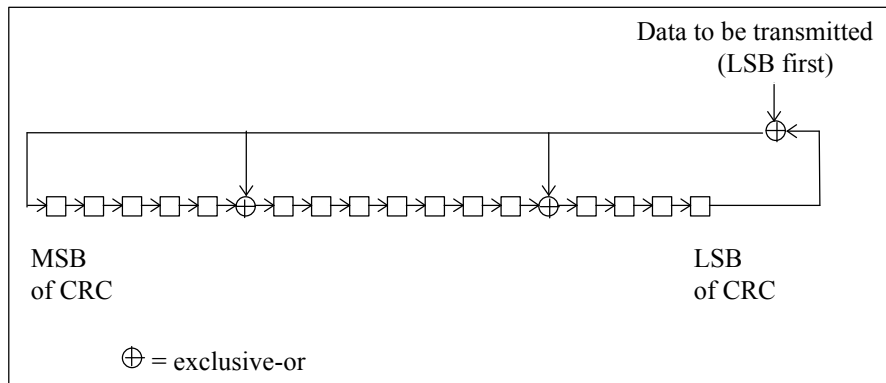 Data to be transmitted
(LSB first)
MSB
of CRC
LSB
of CRC
⊕ = exclusive-or